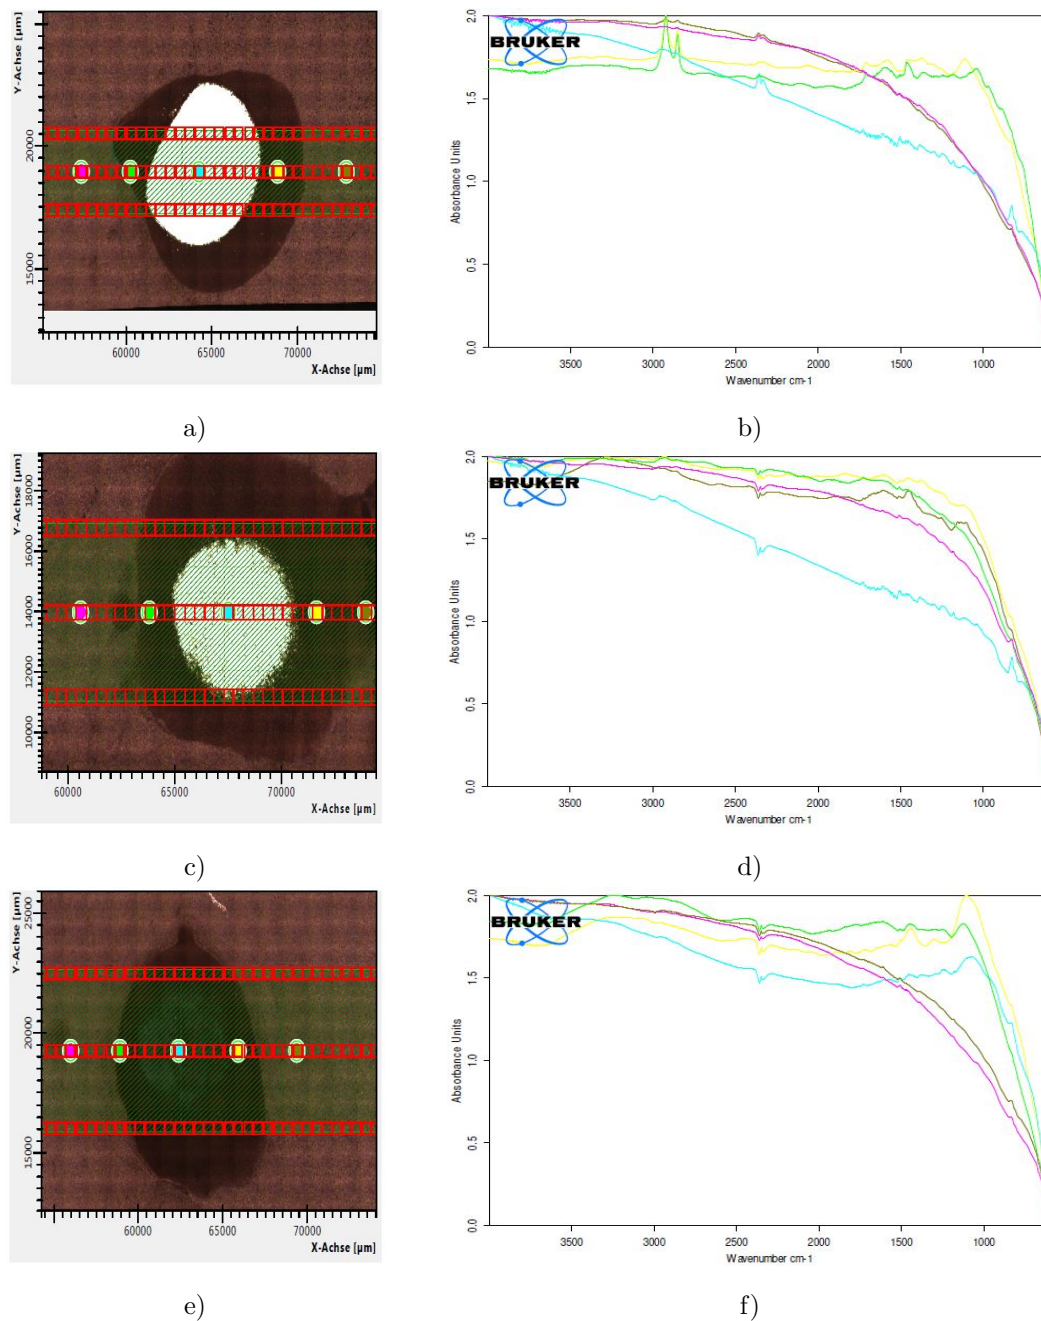 Y-Achse [µm]
20000
15000
60000 65000 70000
X-Achse [µm]
a)
BRUKER
Absorbance Units
2.0
1.5
1.0
0.5
0.0
3500 3000 2500 2000 1500 1000
Wavenumber cm-1
b)
Y-Achse [µm]
18000
16000
14000
12000
10000
60000 65000 70000
X-Achse [µm]
c)
BRUKER
Absorbance Units
2.0
1.5
1.0
0.5
0.0
3500 3000 2500 2000 1500 1000
Wavenumber cm-1
d)
Y-Achse [µm]
25000
20000
15000
60000 65000 70000
X-Achse [µm]
e)
BRUKER
Absorbance Units
2.0
1.5
1.0
0.5
0.0
3500 3000 2500 2000 1500 1000
Wavenumber cm-1
f)